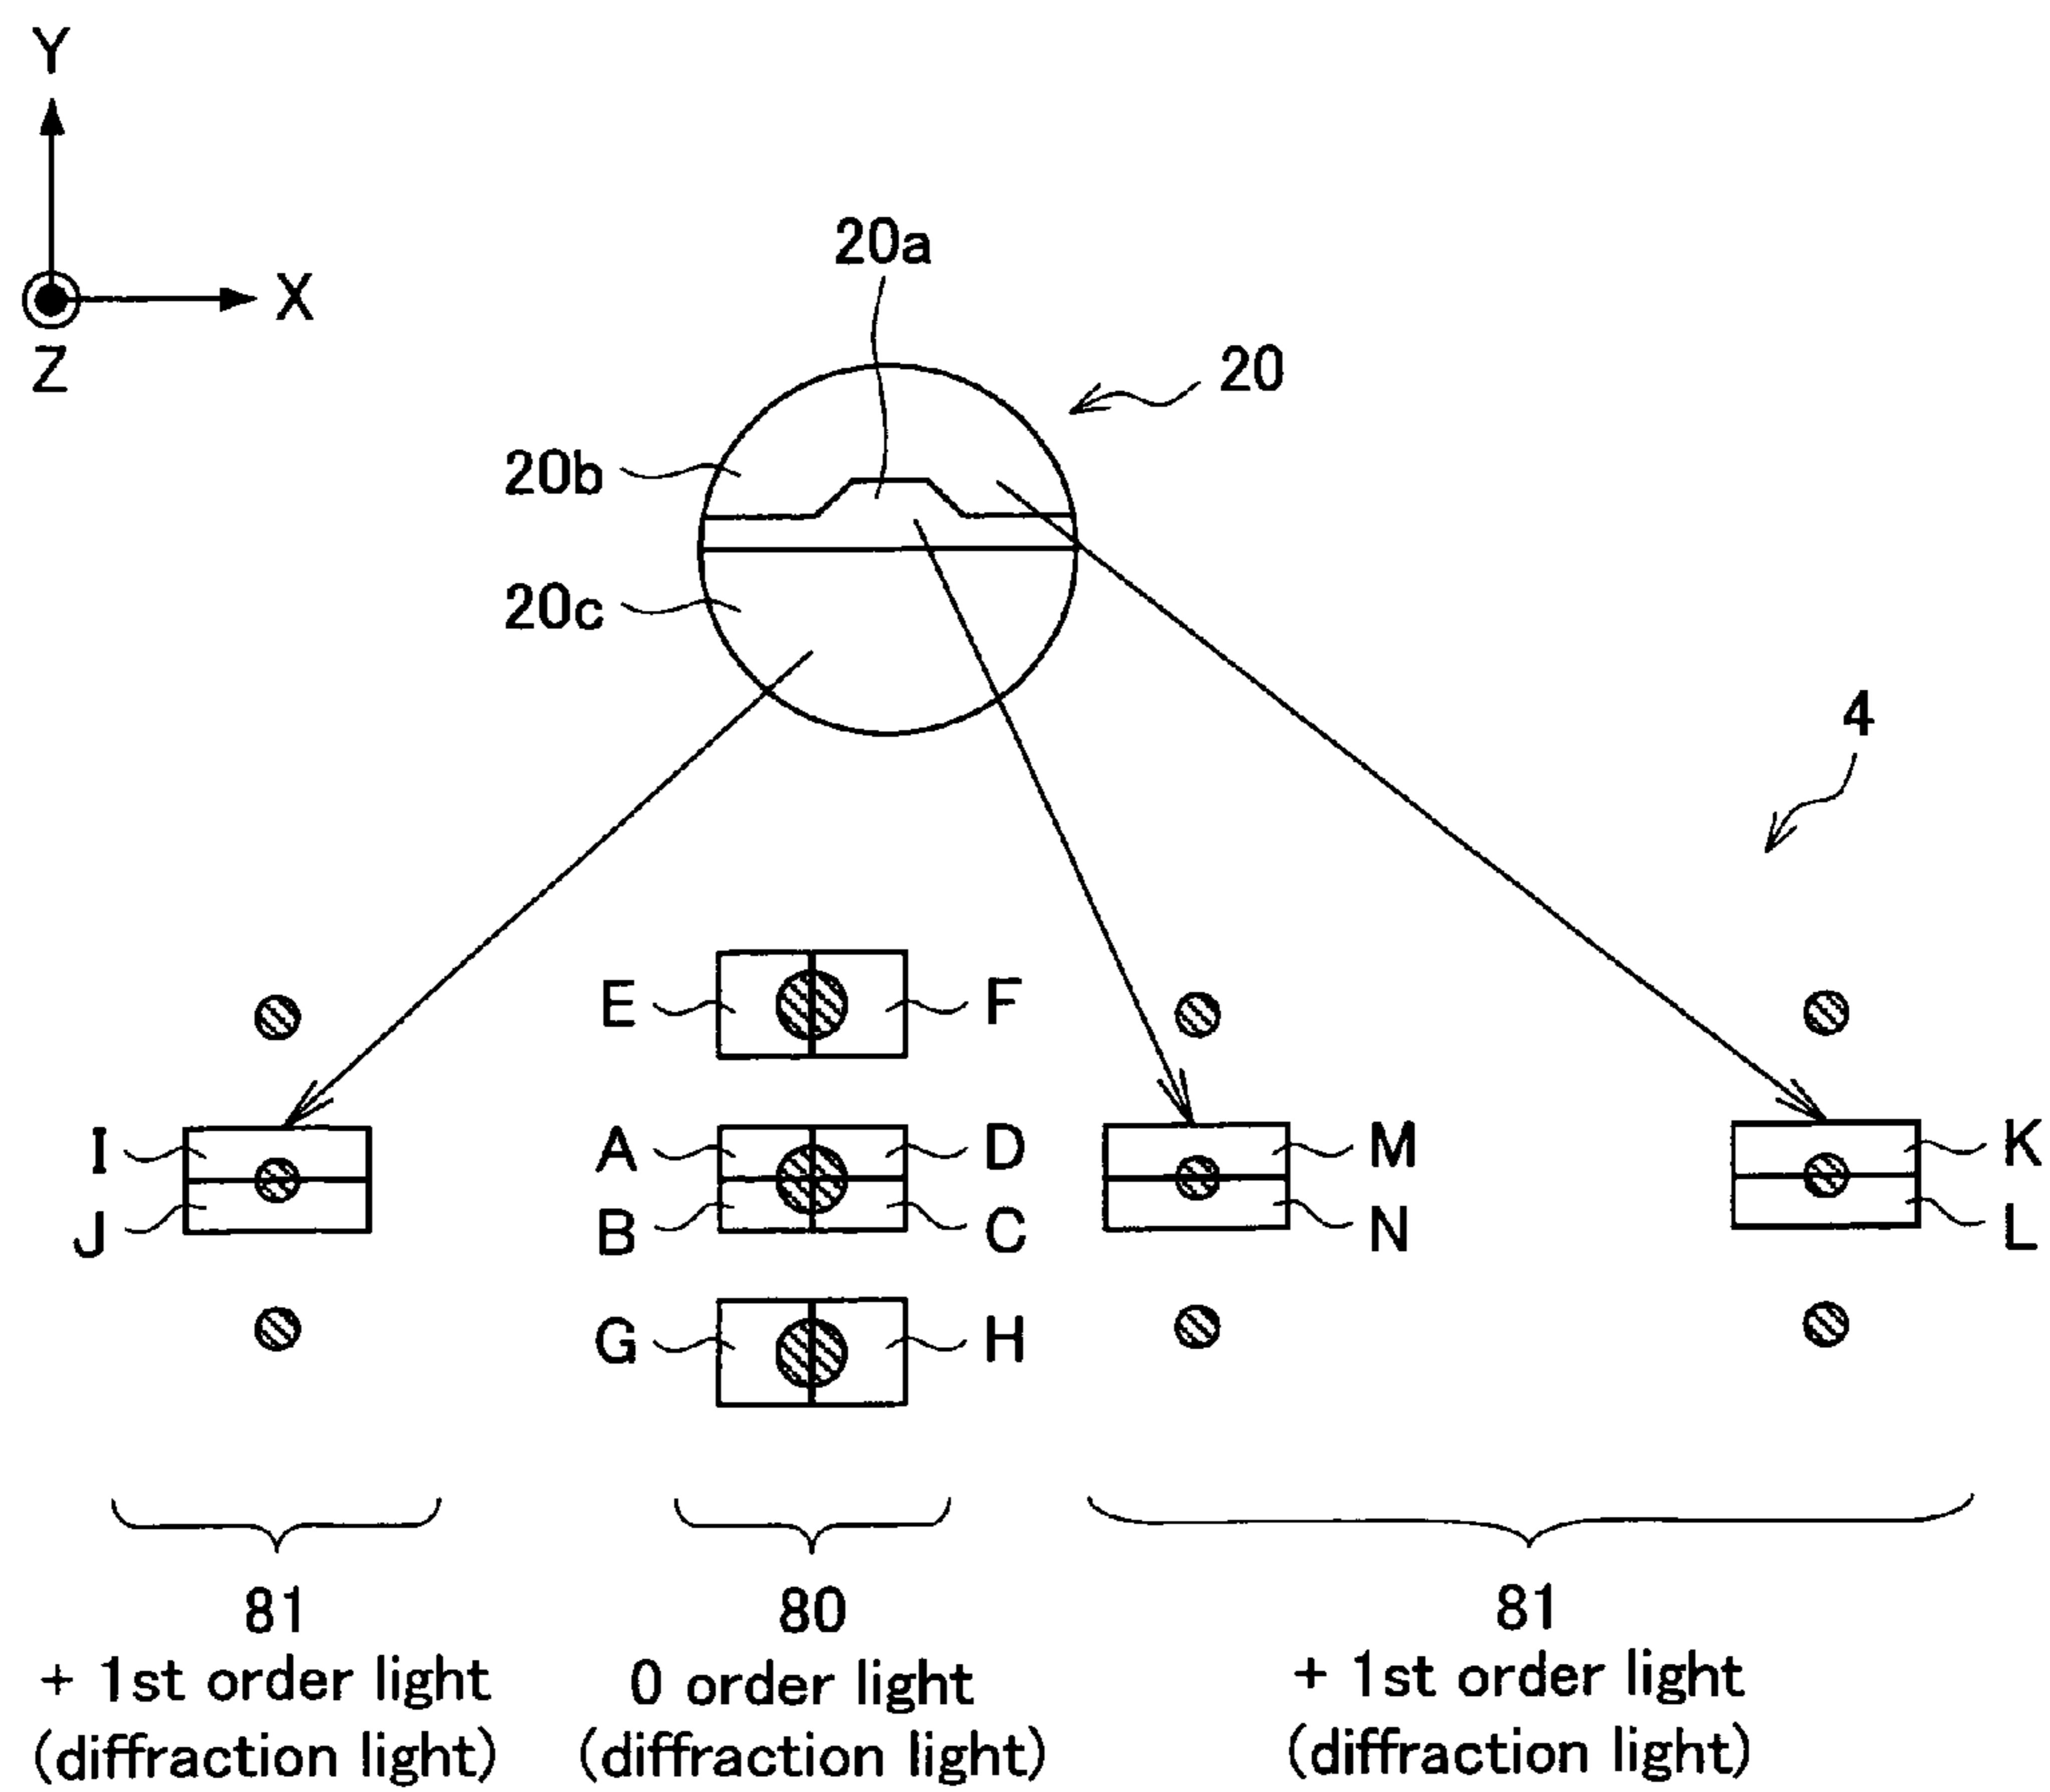 Y
X
Z
20a
20
20b
20c
4
E F
I A D M K
J B C N L
G H
81 80 81
+ 1st order light 0 order light + 1st order light
(diffraction light) (diffraction light) (diffraction light)